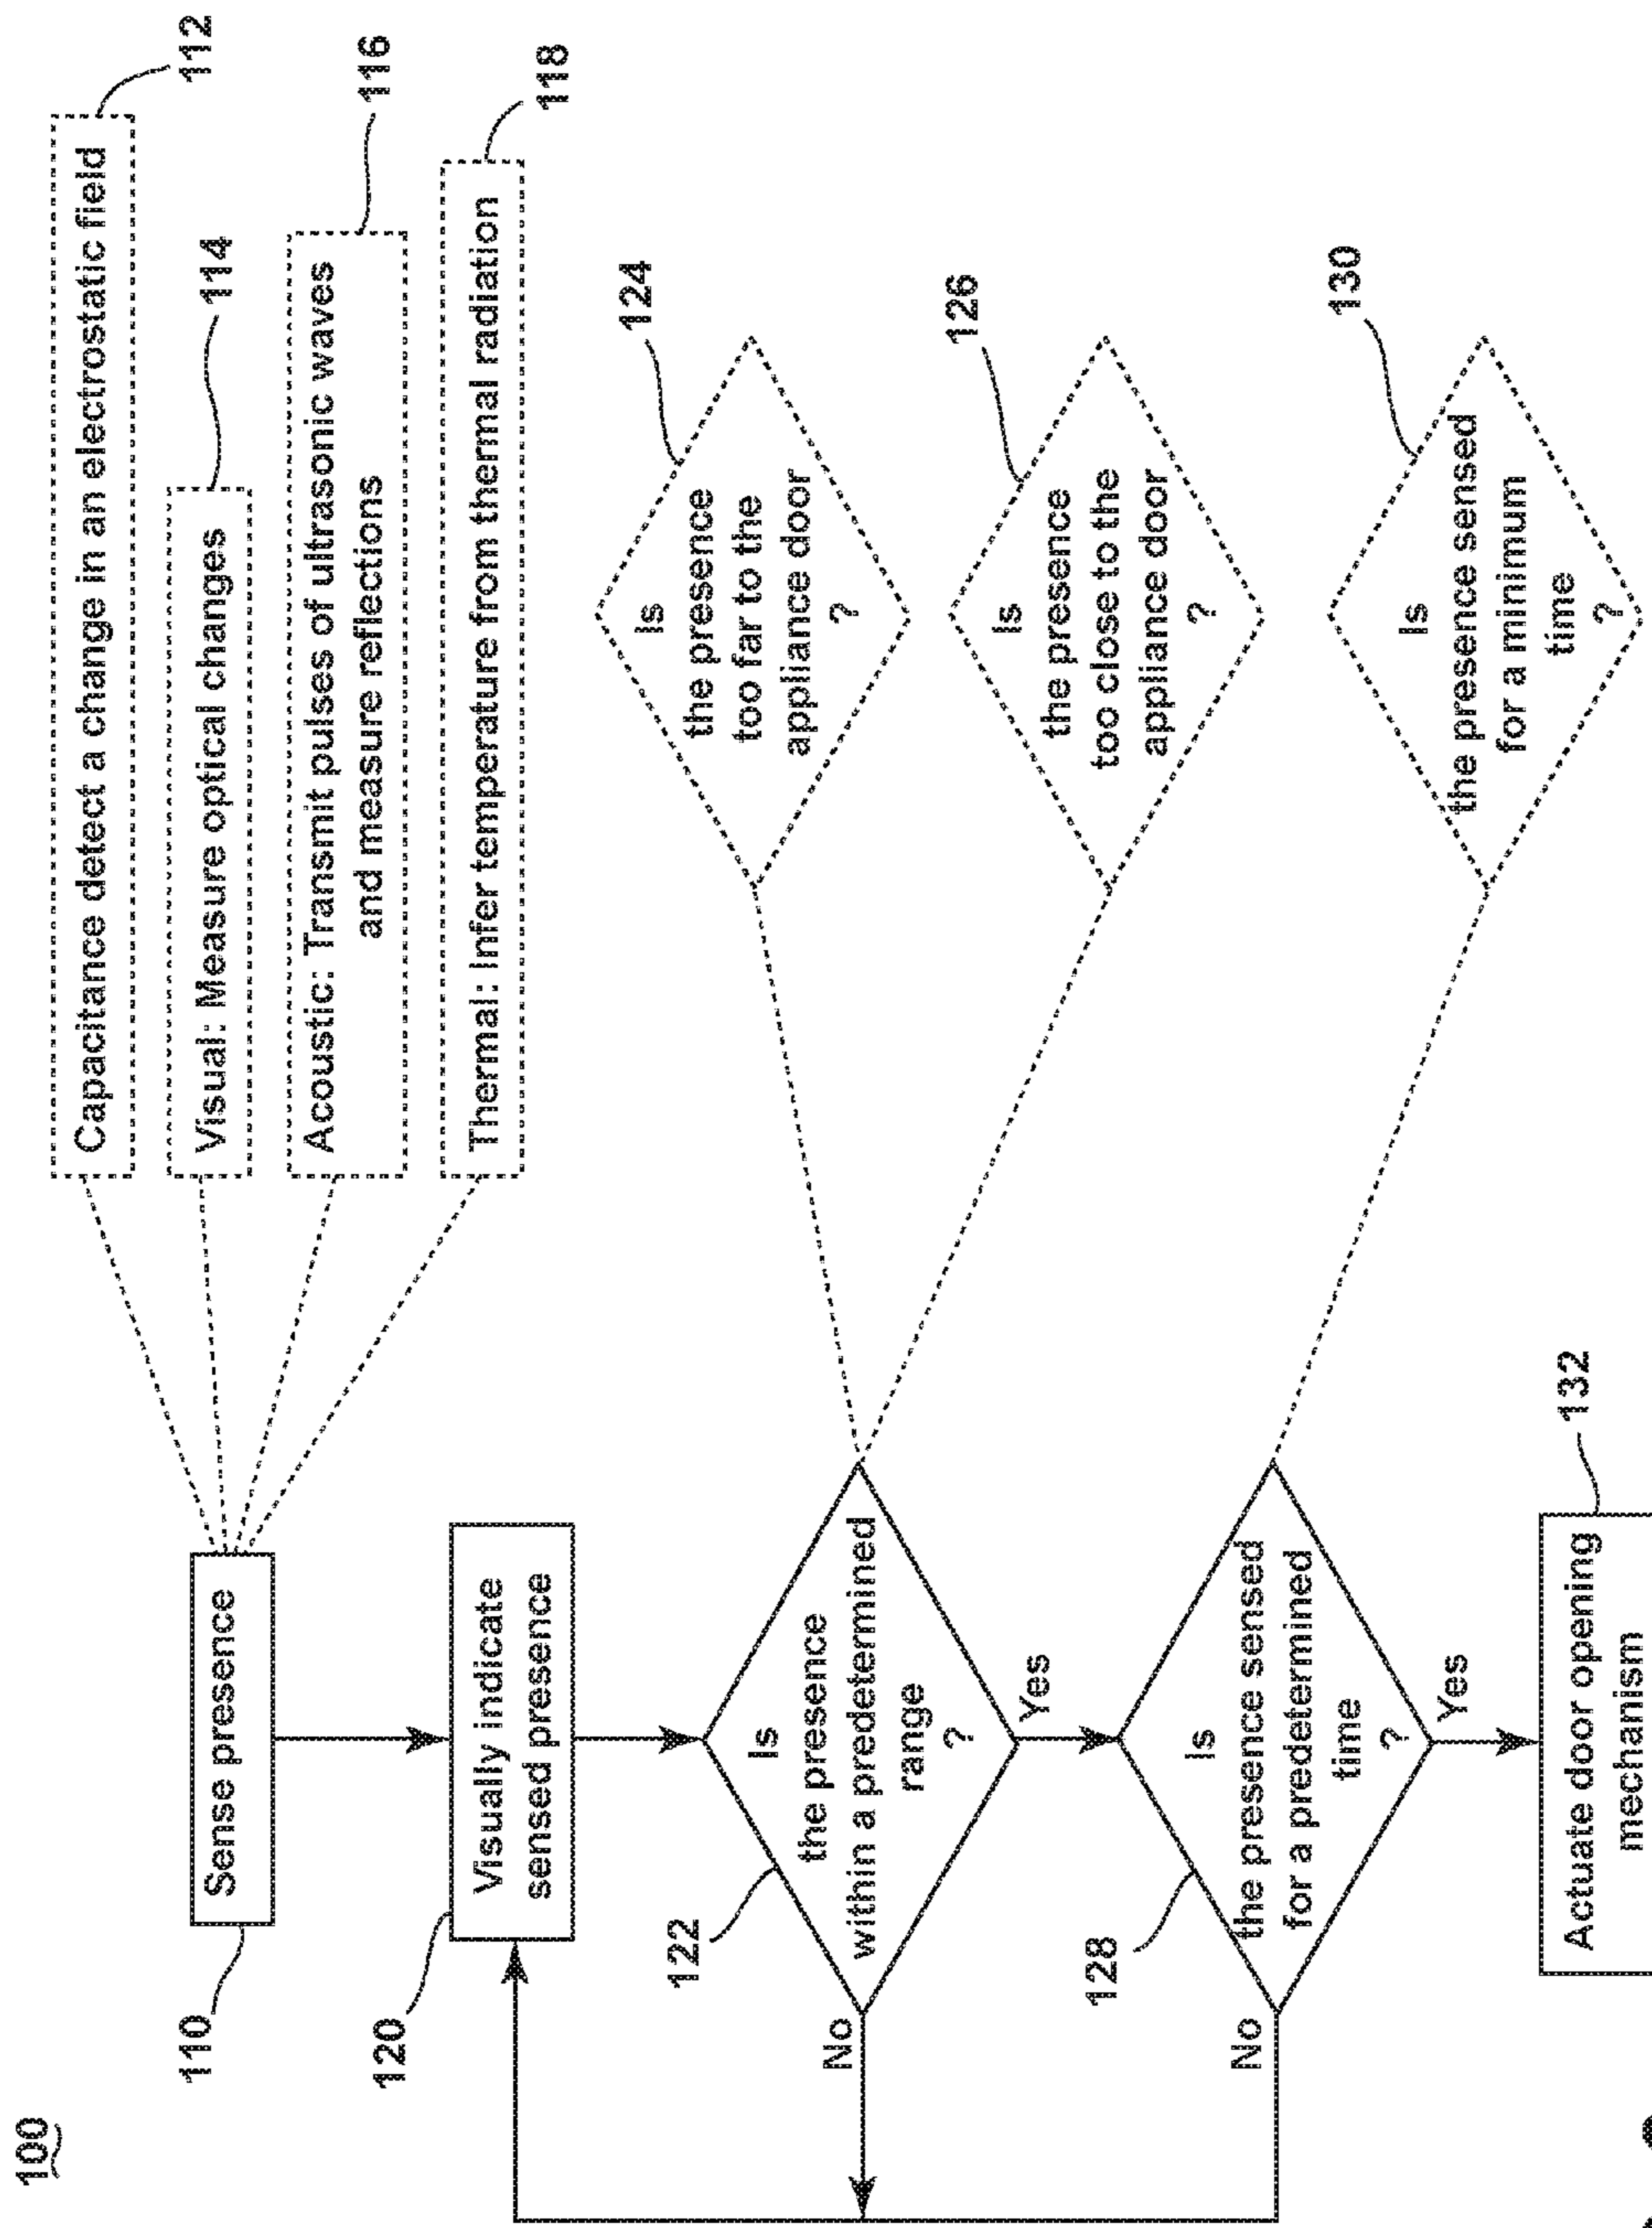 100
110
Sense presence
Capacitance detect a change in an electrostatic field
112
Visual: Measure optical changes
114
Acoustic: Transmit pulses of ultrasonic waves
and measure reflections
116
Thermal: Infer temperature from thermal radiation
118
120
Visually indicate
sensed presence
122
Is
the presence
within a predetermined
range
?
No
Yes
Is
the presence
too far to the
appliance door
?
124
Is
the presence
too close to the
appliance door
?
126
128
Is
the presence sensed
for a predetermined
time
?
No
Yes
Is
the presence sensed
for a minimum
time
?
130
Actuate door opening
mechanism
132